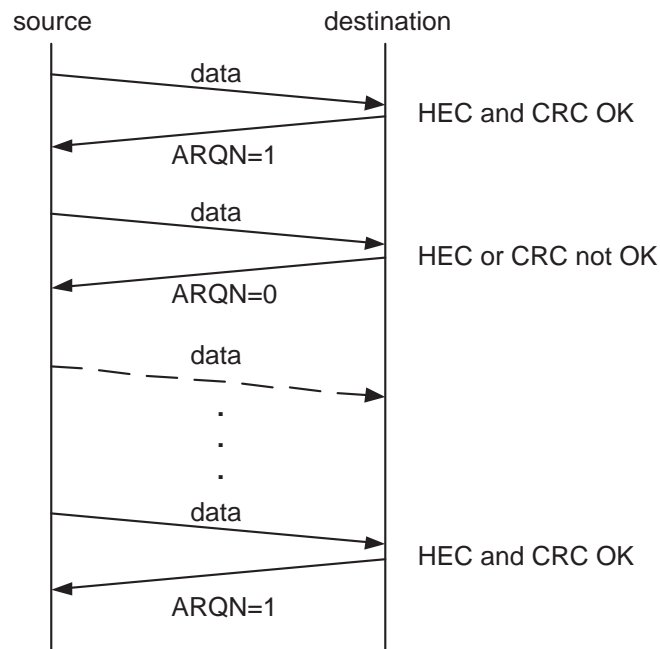 source
destination
data
HEC and CRC OK
ARQN=1
data
HEC or CRC not OK
ARQN=0
data
.
.
.
data
HEC and CRC OK
ARQN=1